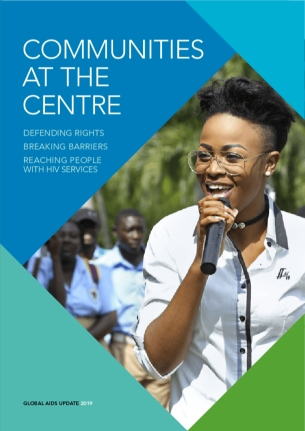 COMMUNITIES
AT THE
CENTRE
DEFENDING RIGHTS
BREAKING BARRIERS
REACHING PEOPLE
WITH HIV SERVICES
GLOBAL AIDS UPDATE 2019